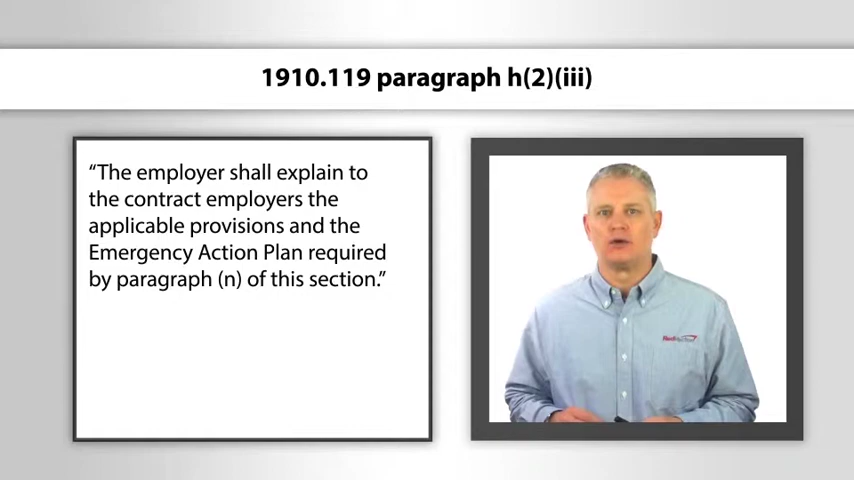 1910.119 paragraph h(2)(iii)
“The employer shall explain to
the contract employers the
applicable provisions and the
Emergency Action Plan required
by paragraph (n) of this section.”